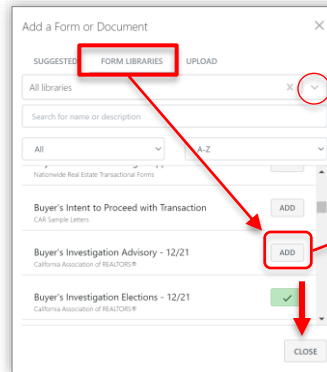 Add a Form or Document
SUGGESTED FORM LIBRARIES UPLOAD
All libraries
Search for name or description
All A-Z
Nationwide Real Estate Transactional Forms
Buyer's Intent to Proceed with Transaction ADD
CAR Sample Letters
Buyer's Investigation Advisory - 12/21 ADD
California Association of REALTORS®
Buyer's Investigation Elections - 12/21
California Association of REALTORS®
CLOSE